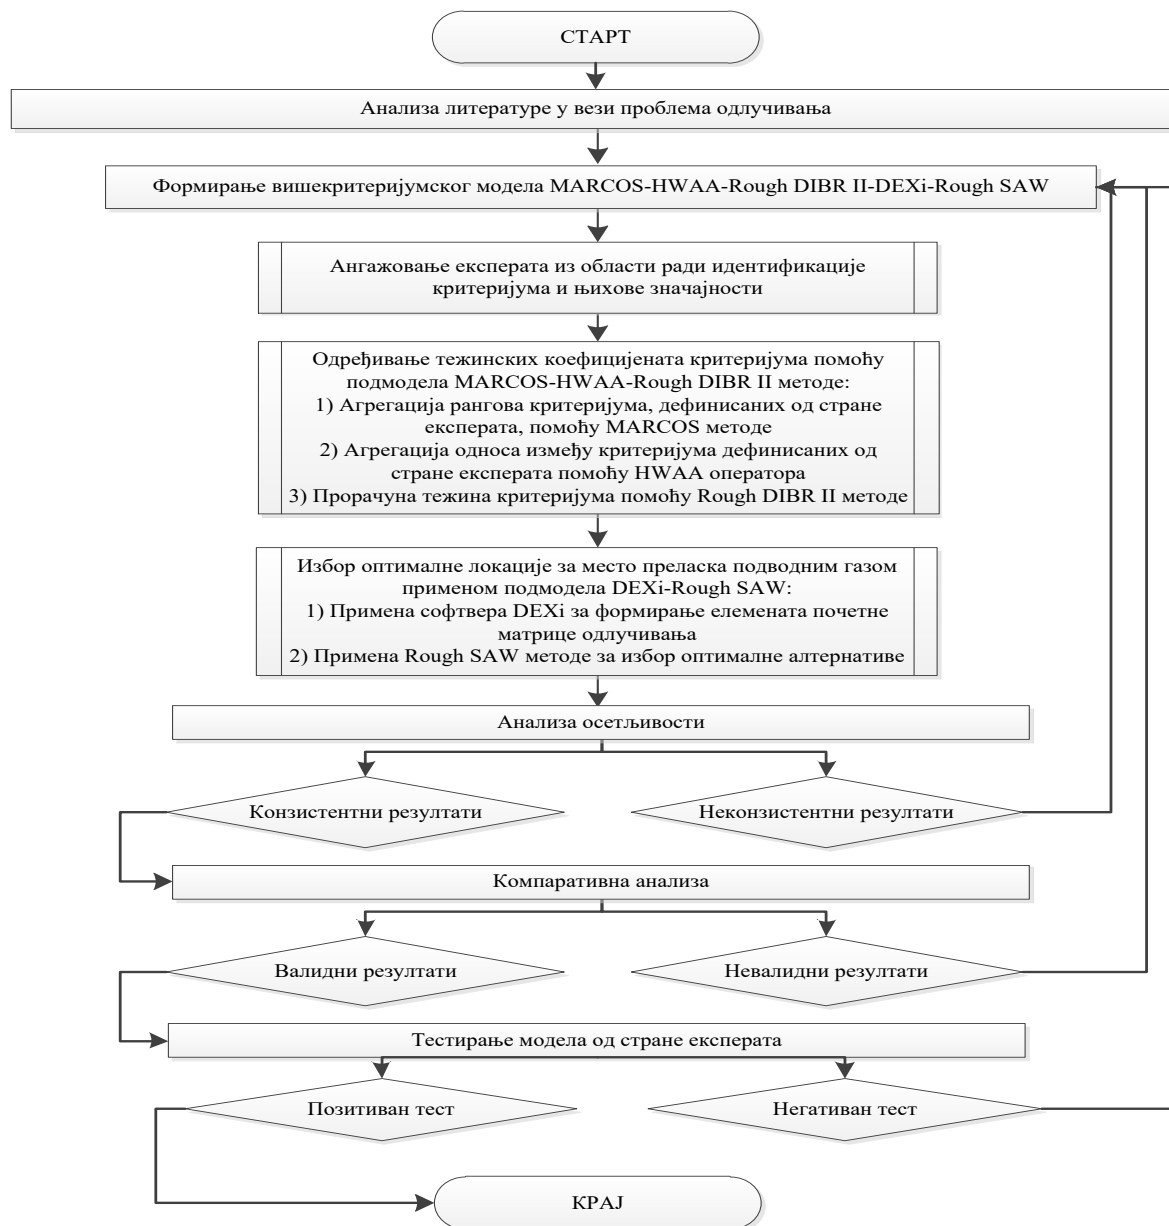 СТАРТ
Анализа литературе у вези проблема одлучивања
Формирање вишекритеријумског модела MARCOS-HWAA-Rough DIBR II-DEXi-Rough SAW
Ангажовање експерата из области ради идентификације
критеријума и њихове значајности
Одређивање тежинских коефицијената критеријума помоћу
подмодела MARCOS-HWAA-Rough DIBR II методе:
1) Агрегација рангова критеријума, дефинисаних од стране
експерата, помоћу MARCOS методе
2) Агрегација односа између критеријума дефинисаних од
стране експерата помоћу HWAA оператора
3) Прорачуна тежина критеријума помоћу Rough DIBR II методе
Избор оптималне локације за место преласка подводним газом
применом подмодела DEXi-Rough SAW:
1) Примена софтвера DEXi за формирање елемената почетне
матрице одлучивања
2) Примена Rough SAW методе за избор оптималне алтернативе
Анализа осетљивости
Конзистентни резултати
Неконзистентни резултати
Компаративна анализа
Валидни резултати
Невалидни резултати
Тестирање модела од стране експерата
Позитиван тест
Негативан тест
КРАЈ